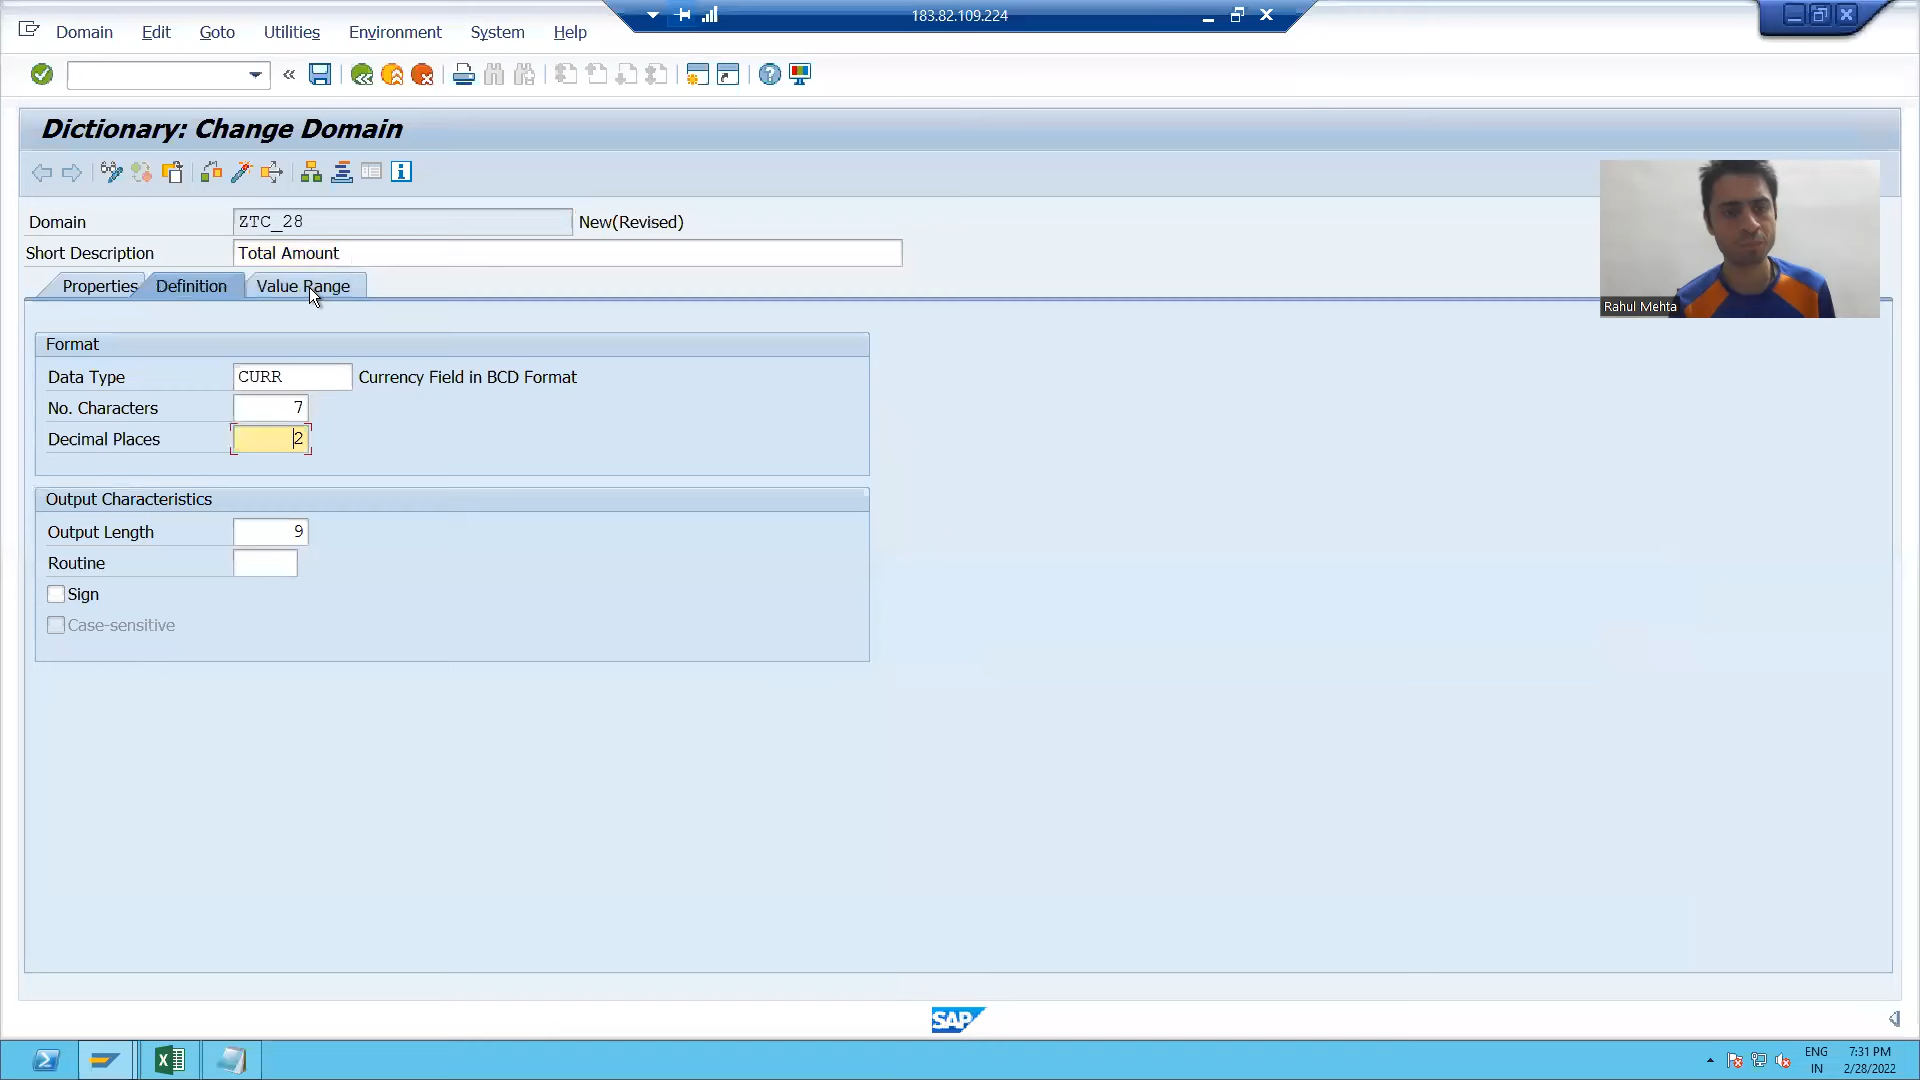 183.82.109.224
Domain Edit Goto Utilities Environment System Help
Dictionary: Change Domain
Domain ZTC_28 New(Revised)
Short Description Total Amount
Properties Definition Value Range
Rahul Mehta
Format
Data Type CURR Currency Field in BCD Format
No. Characters 7
Decimal Places 2
Output Characteristics
Output Length 9
Routine
Sign
Case-sensitive
SAP
ENG 7:31 PM
IN 2/28/2022